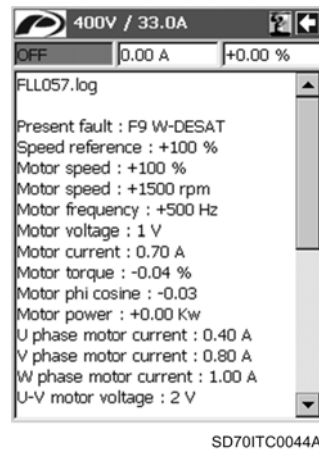 400V / 33.0A
OFF
0.00 A
+0.00 %
FLL057.log
Present fault : F9 W-DESAT
Speed reference : +100 %
Motor speed : +100 %
Motor speed : +1500 rpm
Motor frequency : +500 Hz
Motor voltage : 1 V
Motor current : 0.70 A
Motor torque : -0.04 %
Motor phi cosine : -0.03
Motor power : +0.00 Kw
U phase motor current : 0.40 A
V phase motor current : 0.80 A
W phase motor current : 1.00 A
U-V motor voltage : 2 V
SD70ITC0044A